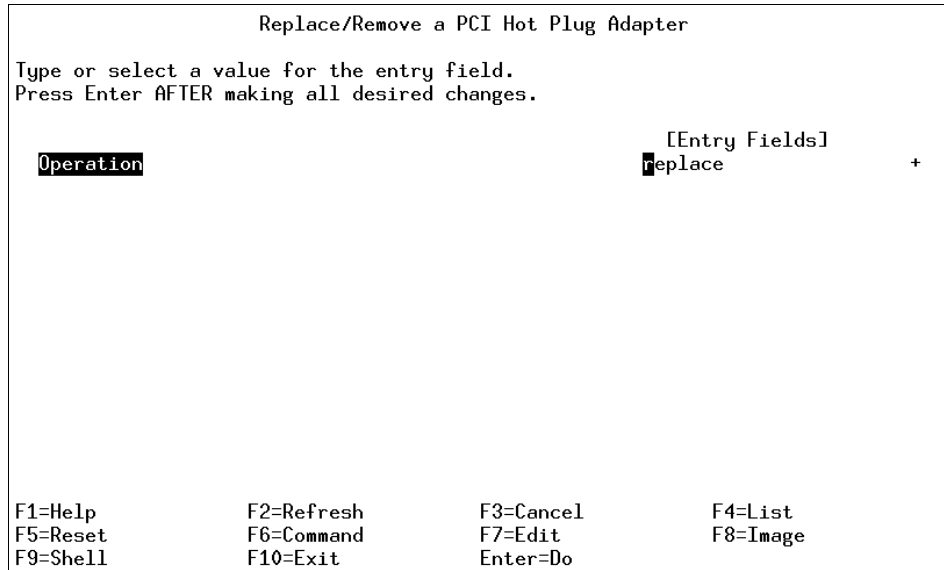 Replace/Remove a PCI Hot Plug Adapter
Type or select a value for the entry field.
Press Enter AFTER making all desired changes.
[Entry Fields]
Operation replace +
F1=Help F2=Refresh F3=Cancel F4=List
F5=Reset F6=Command F7=Edit F8=Image
F9=Shell F10=Exit Enter=Do